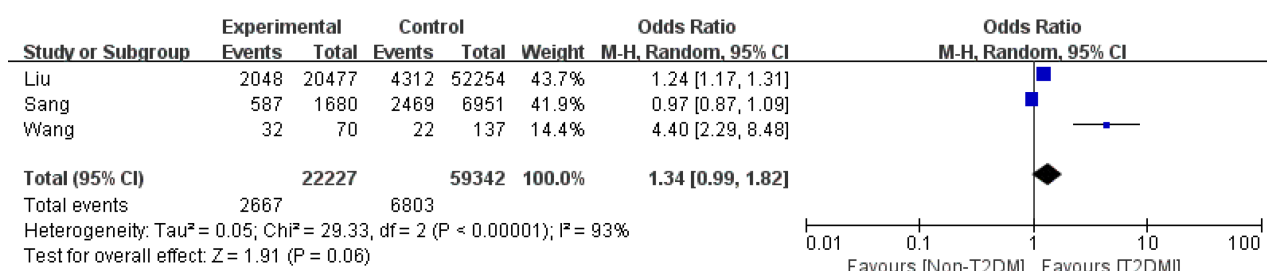 Experimental Control Odds Ratio Odds Ratio
Study or Subgroup Events Total Events Total Weight M-H, Random, 95% CI M-H, Random, 95% CI
Liu 2048 20477 4312 52254 43.7% 1.24 [1.17, 1.31]
Sang 587 1680 2469 6951 41.9% 0.97 [0.87, 1.09]
Wang 32 70 22 137 14.4% 4.40 [2.29, 8.48]
Total (95% CI) 22227 59342 100.0% 1.34 [0.99, 1.82]
Total events 2667 6803
Heterogeneity: Tau² = 0.05; Chi² = 29.33, df = 2 (P < 0.00001); I² = 93%
Test for overall effect: Z = 1.91 (P = 0.06)
0.01 0.1 1 10 100
Favours [Non-T2DM] Favours [T2DM]